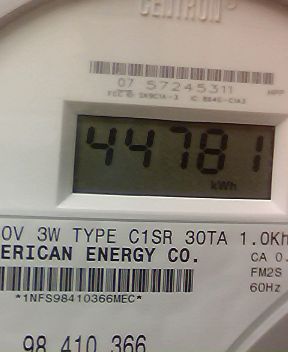 CENTRON®
07 57245311
44781
kWh
0V 3W TYPE C1SR 30TA 1.0Kh
ERICAN ENERGY CO.
CA 0.
FM2S
60Hz
*1NFS98410366MEC*
98 410 366